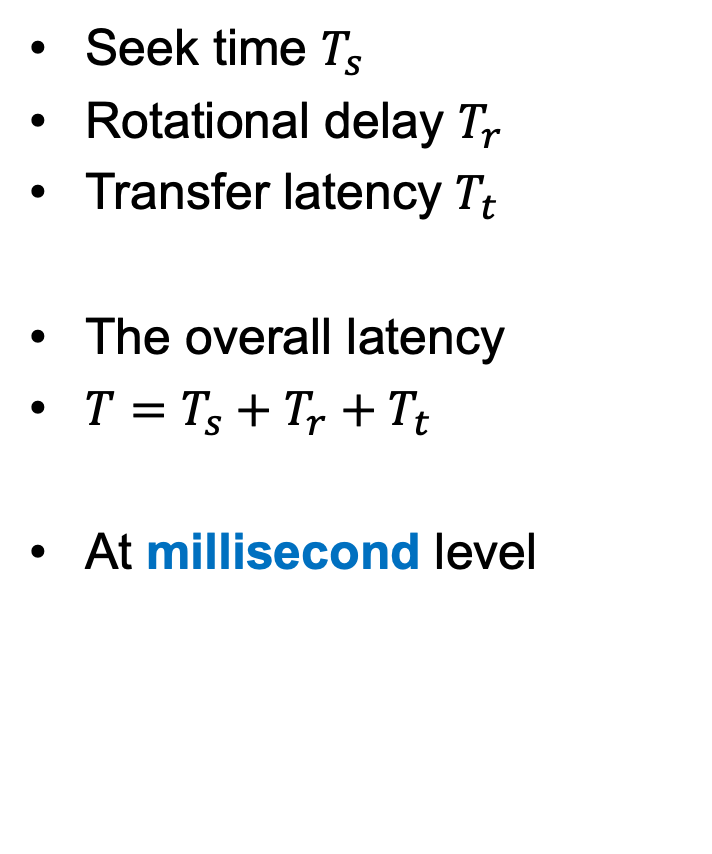 • Seek time Tₛ
• Rotational delay Tᵣ
• Transfer latency Tₜ
• The overall latency
• T = Tₛ + Tᵣ + Tₜ
• At millisecond level